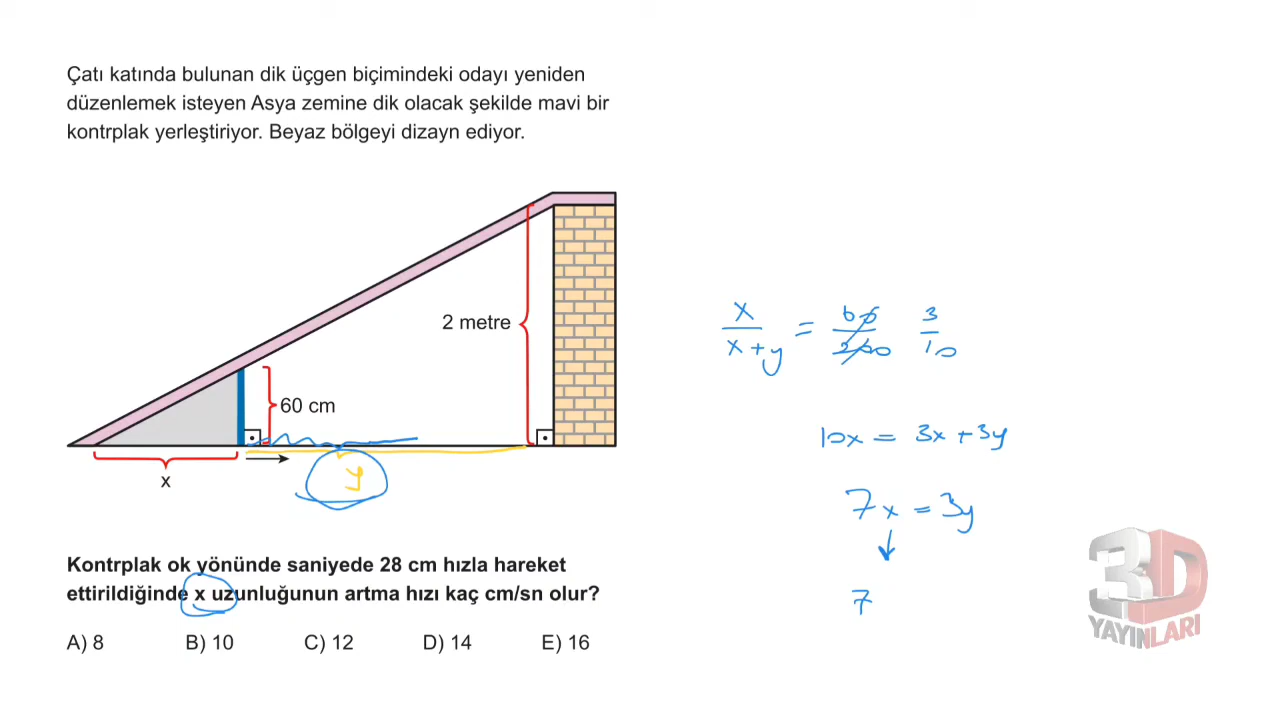 Çatı katında bulunan dik üçgen biçimindeki odayı yeniden
düzenlemek isteyen Asya zemine dik olacak şekilde mavi bir
kontrplak yerleştiriyor. Beyaz bölgeyi dizayn ediyor.
2 metre
60 cm
x
y
Kontrplak ok yönünde saniyede 28 cm hızla hareket
ettirildiğinde x uzunluğunun artma hızı kaç cm/sn olur?
A) 8 B) 10 C) 12 D) 14 E) 16
x / x + y = 60 / 200 3 / 10
10x = 3x + 3y
7x = 3y
7
3D
YAYINLARI